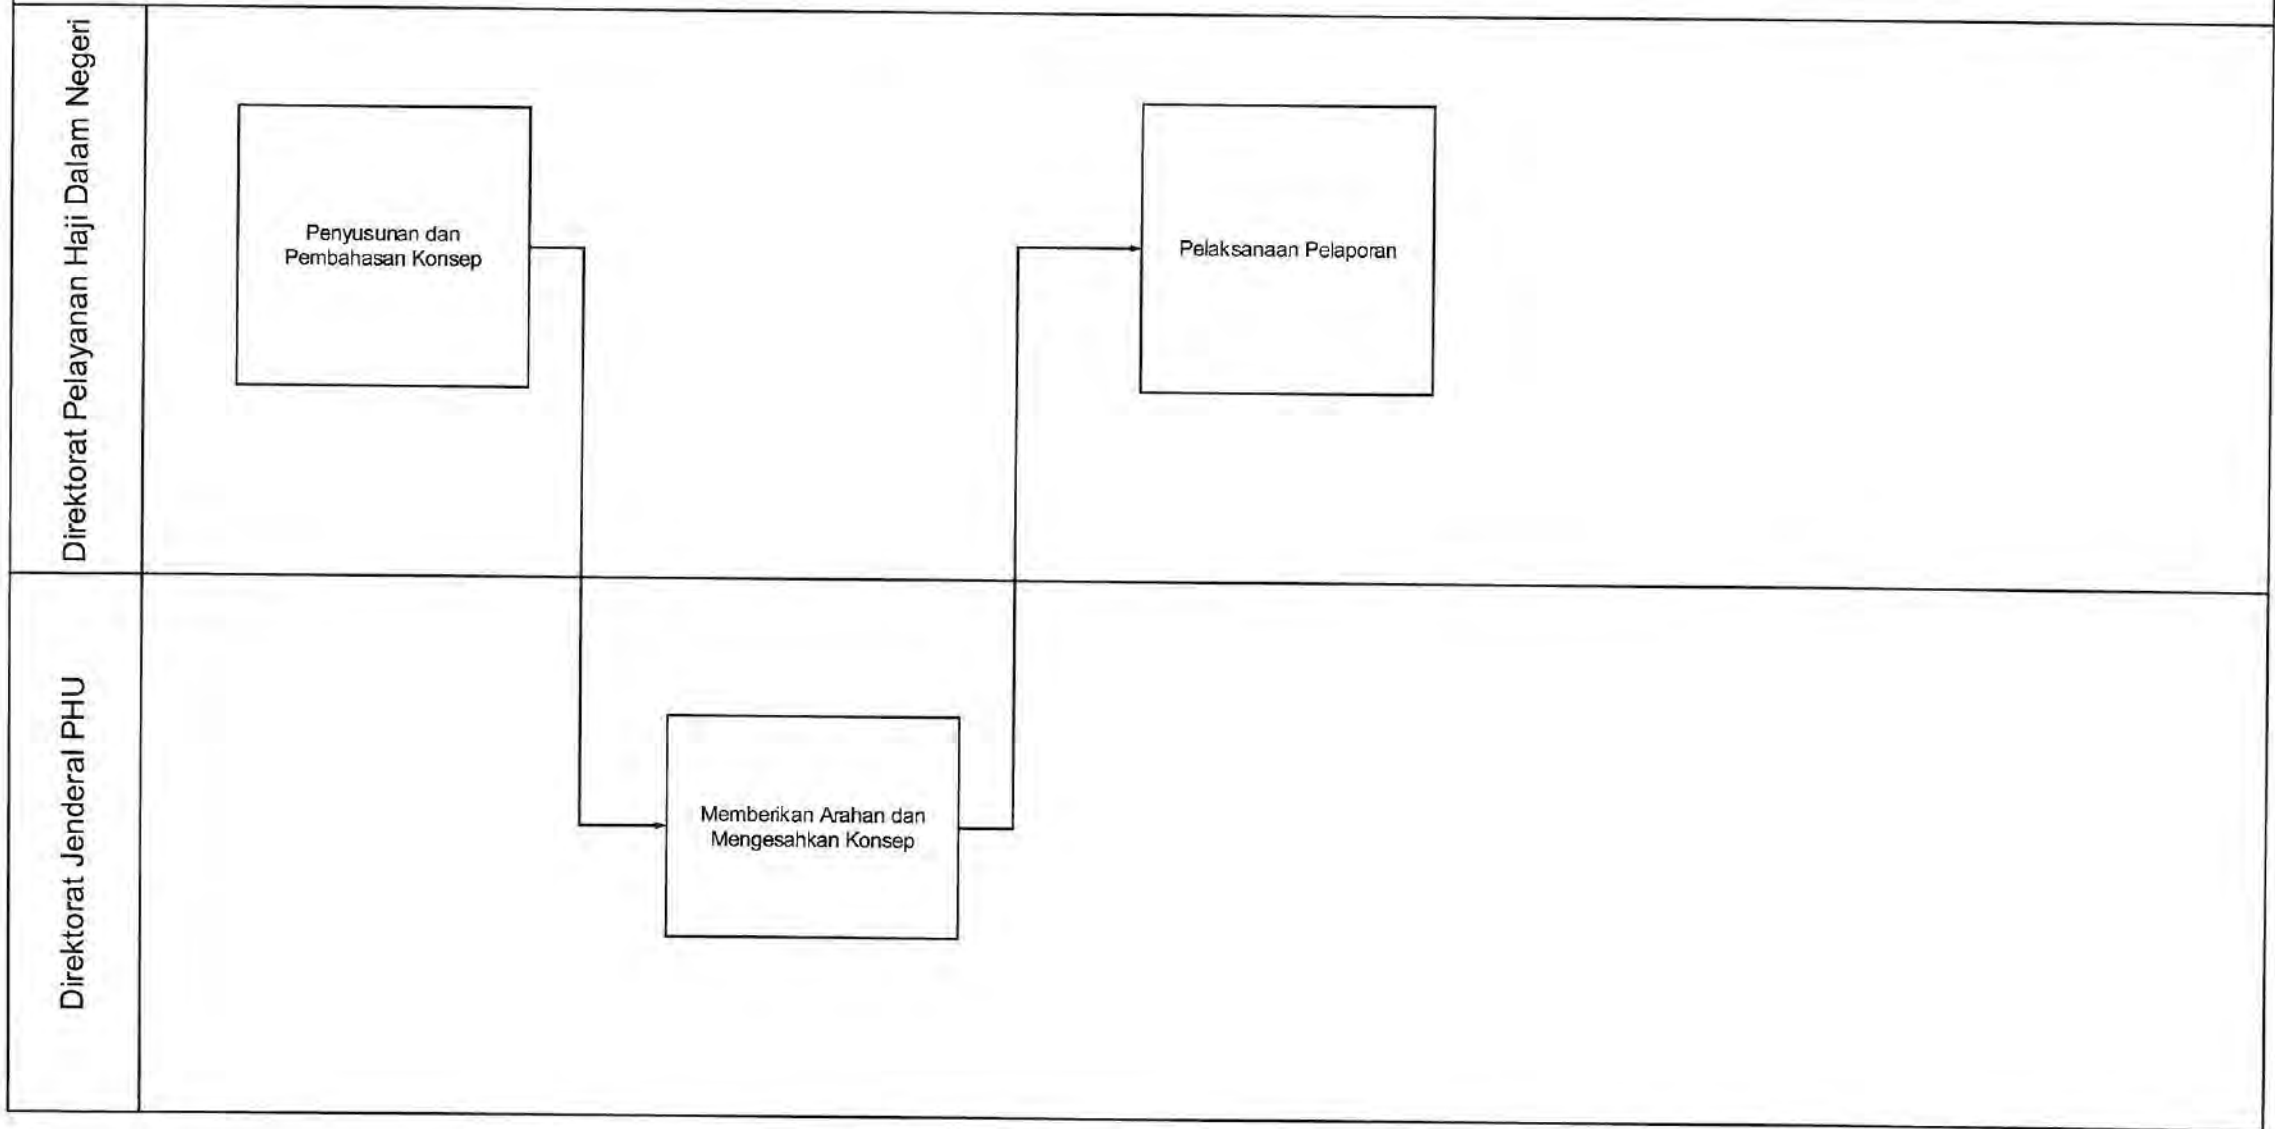 Direktorat Pelayanan Haji Dalam Negeri
Penyusunan dan
Pembahasan Konsep
Pelaksanaan Pelaporan
Direktorat Jenderal PHU
Memberikan Arahan dan
Mengesahkan Konsep